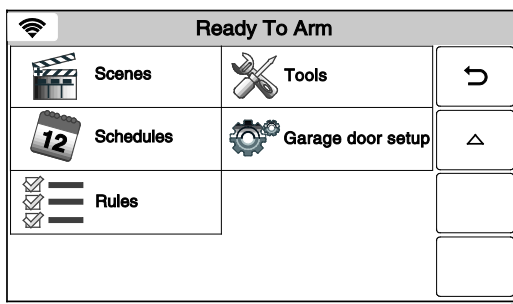 Ready To Arm
Scenes
Tools
12
Schedules
Garage door setup
Rules